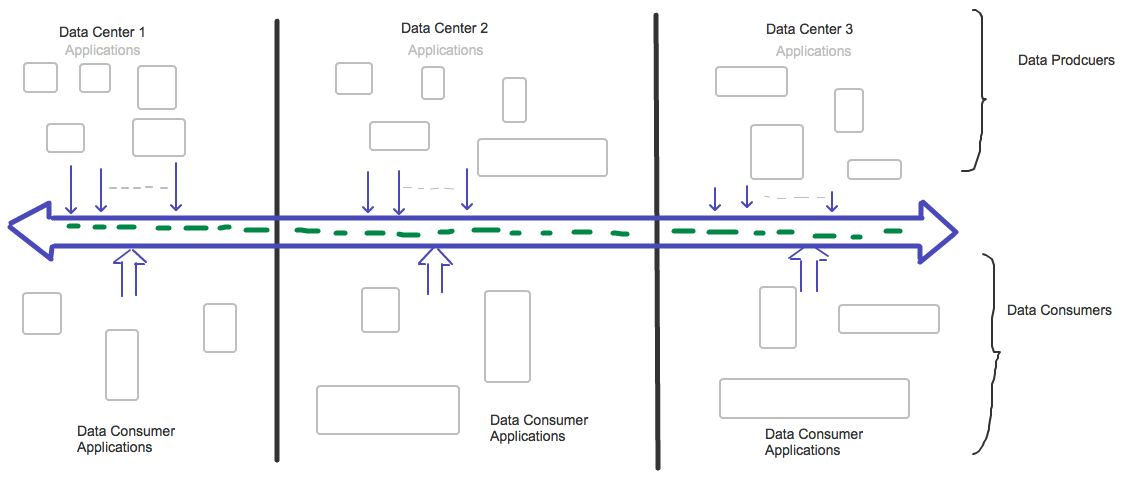 Data Center 1
Applications
Data Center 2
Applications
Data Center 3
Applications
Data Prodcuers
Data Consumers
Data Consumer
Applications
Data Consumer
Applications
Data Consumer
Applications